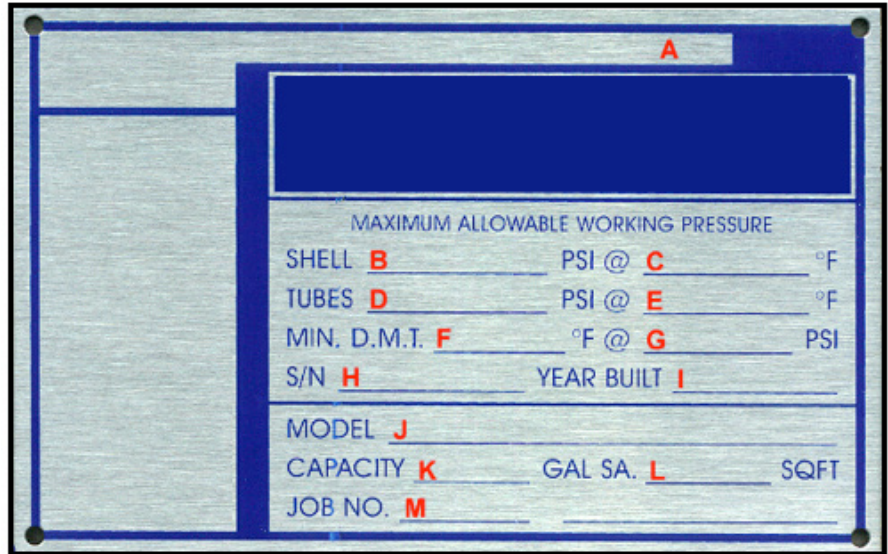 A
MAXIMUM ALLOWABLE WORKING PRESSURE
SHELL B PSI @ C °F
TUBES D PSI @ E °F
MIN. D.M.T. F °F @ G PSI
S/N H YEAR BUILT I
MODEL J
CAPACITY K GAL SA. L SQFT
JOB NO. M